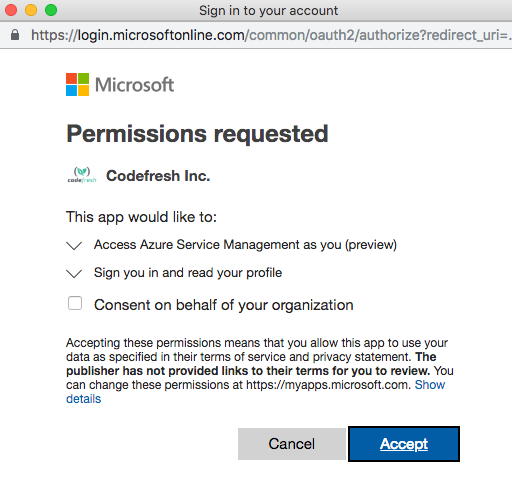 Sign in to your account
https://login.microsoftonline.com/common/oauth2/authorize?redirect_uri=...
Microsoft
Permissions requested
codefresh
Codefresh Inc.
This app would like to:
Access Azure Service Management as you (preview)
Sign you in and read your profile
Consent on behalf of your organization
Accepting these permissions means that you allow this app to use your
data as specified in their terms of service and privacy statement. The
publisher has not provided links to their terms for you to review. You
can change these permissions at https://myapps.microsoft.com. Show
details
Cancel
Accept